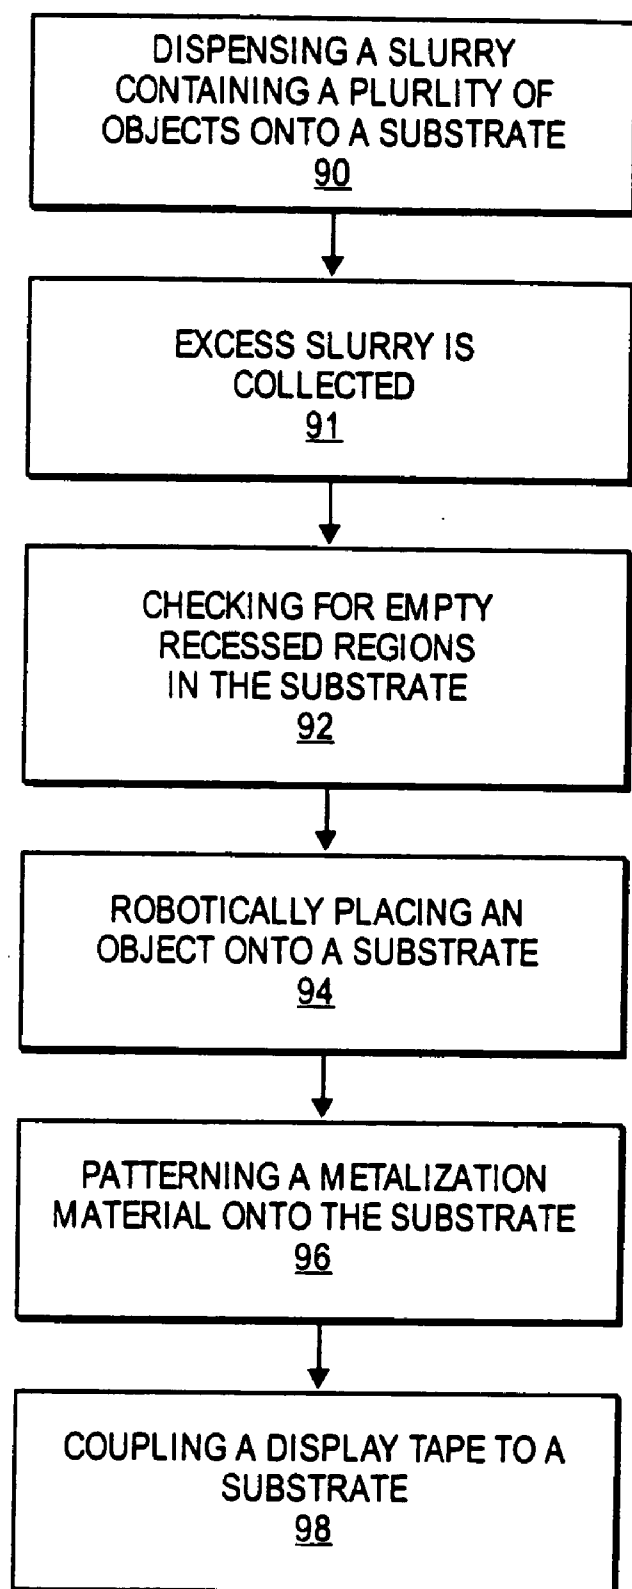 DISPENSING A SLURRY
CONTAINING A PLURLITY OF
OBJECTS ONTO A SUBSTRATE
90
EXCESS SLURRY IS
COLLECTED
91
CHECKING FOR EMPTY
RECESSED REGIONS
IN THE SUBSTRATE
92
ROBOTICALLY PLACING AN
OBJECT ONTO A SUBSTRATE
94
PATTERNING A METALIZATION
MATERIAL ONTO THE SUBSTRATE
96
COUPLING A DISPLAY TAPE TO A
SUBSTRATE
98